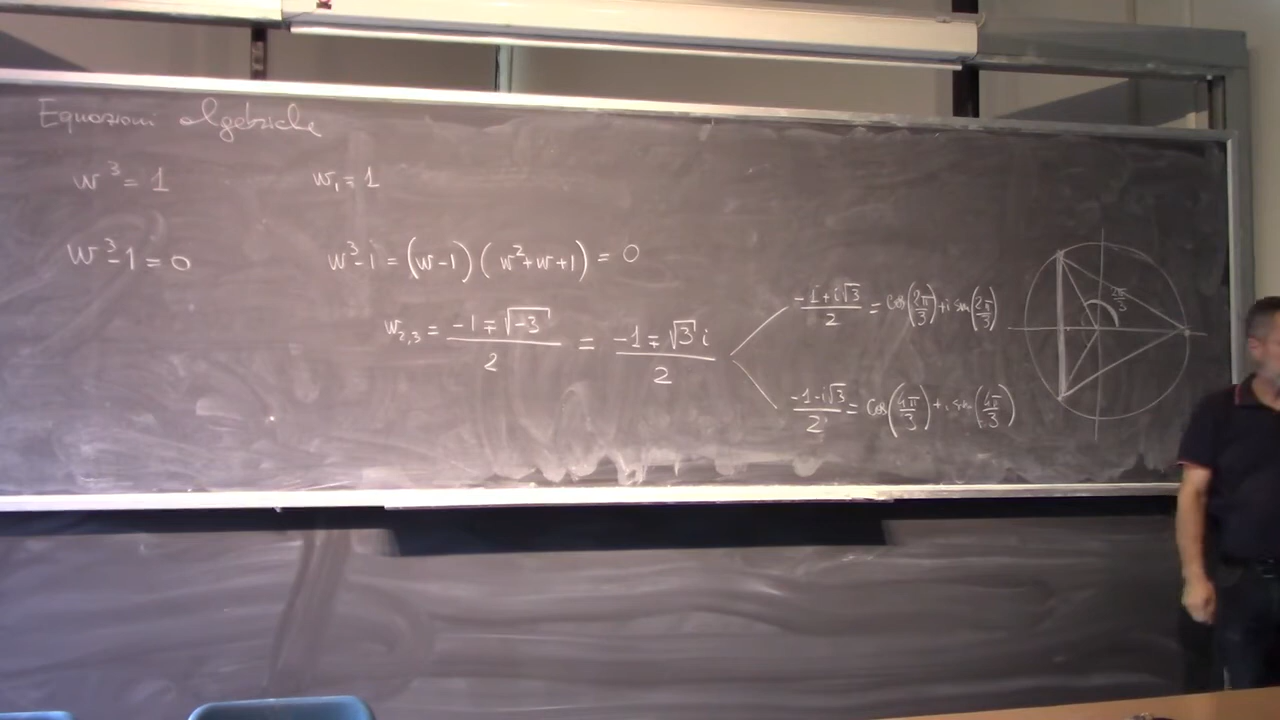 Equazioni algebriche
w³ = 1
w₁ = 1
w³-1 = 0
w³-1 = (w-1)(w²+w+1) = 0
w₂,₃ = (-1∓√-3)/2 = (-1∓√3 i)/2
(-1+i√3)/2 = cos(2π/3)+i sin(2π/3)
(-1-i√3)/2 = cos(4π/3)+i sin(4π/3)
2π/3